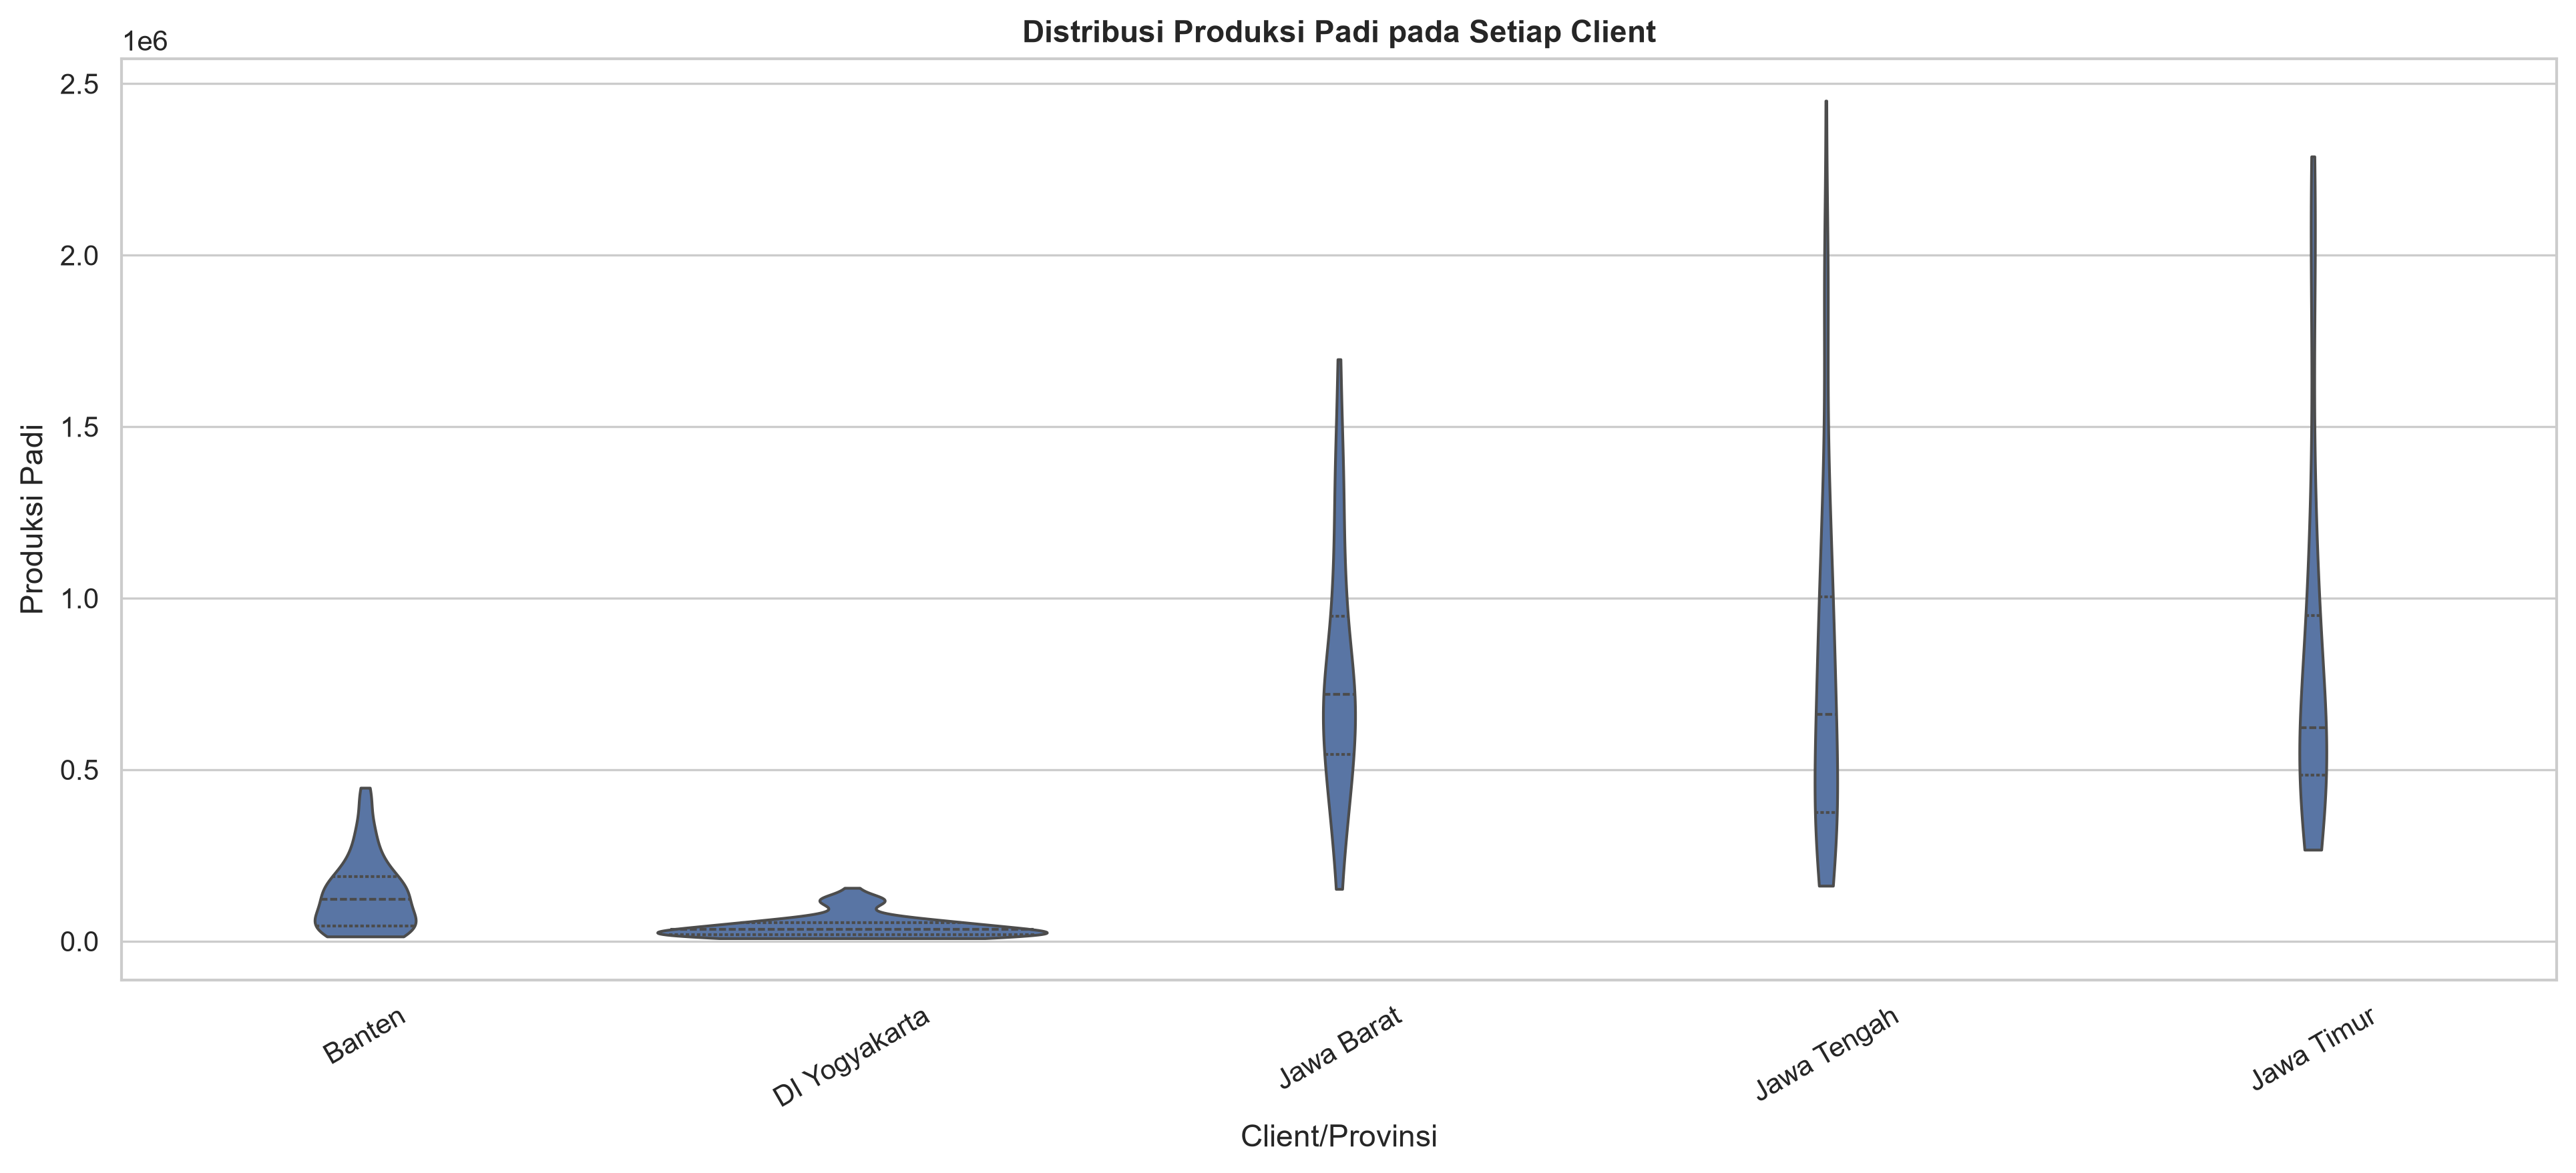 Distribusi Produksi Padi pada Setiap Client
1e6
2.5
2.0
1.5
1.0
0.5
0.0
Produksi Padi
Banten
DI Yogyakarta
Jawa Barat
Jawa Tengah
Jawa Timur
Client/Provinsi